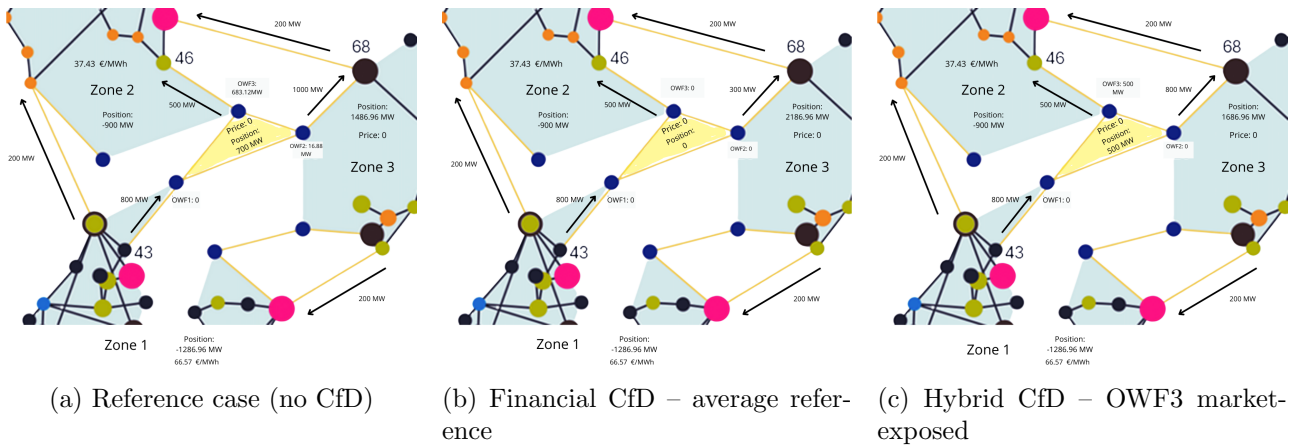 200 MW
68
46
37.43 €/MWh
OWF3:
683.12MW
1000 MW
Zone 2
500 MW
Position:
1486.96 MW
Position:
-900 MW
Price: 0
Position:
700 MW
Price: 0
OWF2: 16.88
MW
200 MW
Zone 3
800 MW
OWF1: 0
43
200 MW
Position:
-1286.96 MW
66.57 €/MWh
Zone 1
(a) Reference case (no CfD)
200 MW
68
46
37.43 €/MWh
OWF3: 0
300 MW
Zone 2
500 MW
Position:
2186.96 MW
Position:
-900 MW
Price: 0
Position:
0
Price: 0
OWF2: 0
200 MW
Zone 3
800 MW
OWF1: 0
43
200 MW
Position:
-1286.96 MW
66.57 €/MWh
Zone 1
(b) Financial CfD – average refer-
ence
200 MW
68
46
37.43 €/MWh
OWF3: 500
MW
800 MW
Zone 2
500 MW
Position:
1686.96 MW
Position:
-900 MW
Price: 0
Position:
500 MW
Price: 0
OWF2: 0
200 MW
Zone 3
800 MW
OWF1: 0
43
200 MW
Position:
-1286.96 MW
66.57 €/MWh
Zone 1
(c) Hybrid CfD – OWF3 market-
exposed